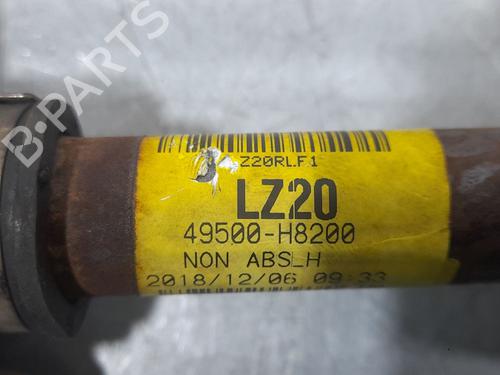 B-PARTS
Z20RLF1
LZ20
49500-H8200
NON ABS_H
2018/12/06 09:33